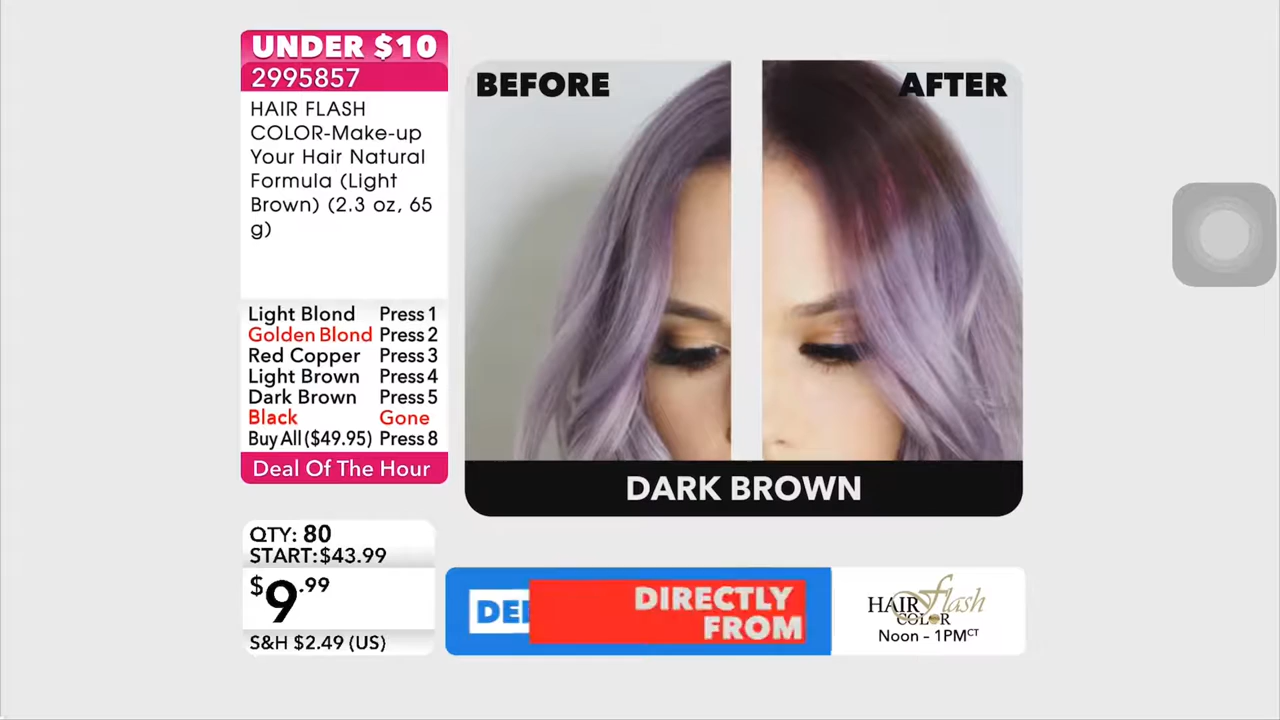 UNDER $10
2995857
HAIR FLASH
COLOR-Make-up
Your Hair Natural
Formula (Light
Brown) (2.3 oz, 65
g)
Light Blond Press 1
Golden Blond Press 2
Red Copper Press 3
Light Brown Press 4
Dark Brown Press 5
Black Gone
Buy All ($49.95) Press 8
Deal Of The Hour
QTY: 80
START:$43.99
$9.99
S&H $2.49 (US)
BEFORE
AFTER
DARK BROWN
DIRECTLY
FROM
HAIR flash
COLOR
Noon - 1PM CT